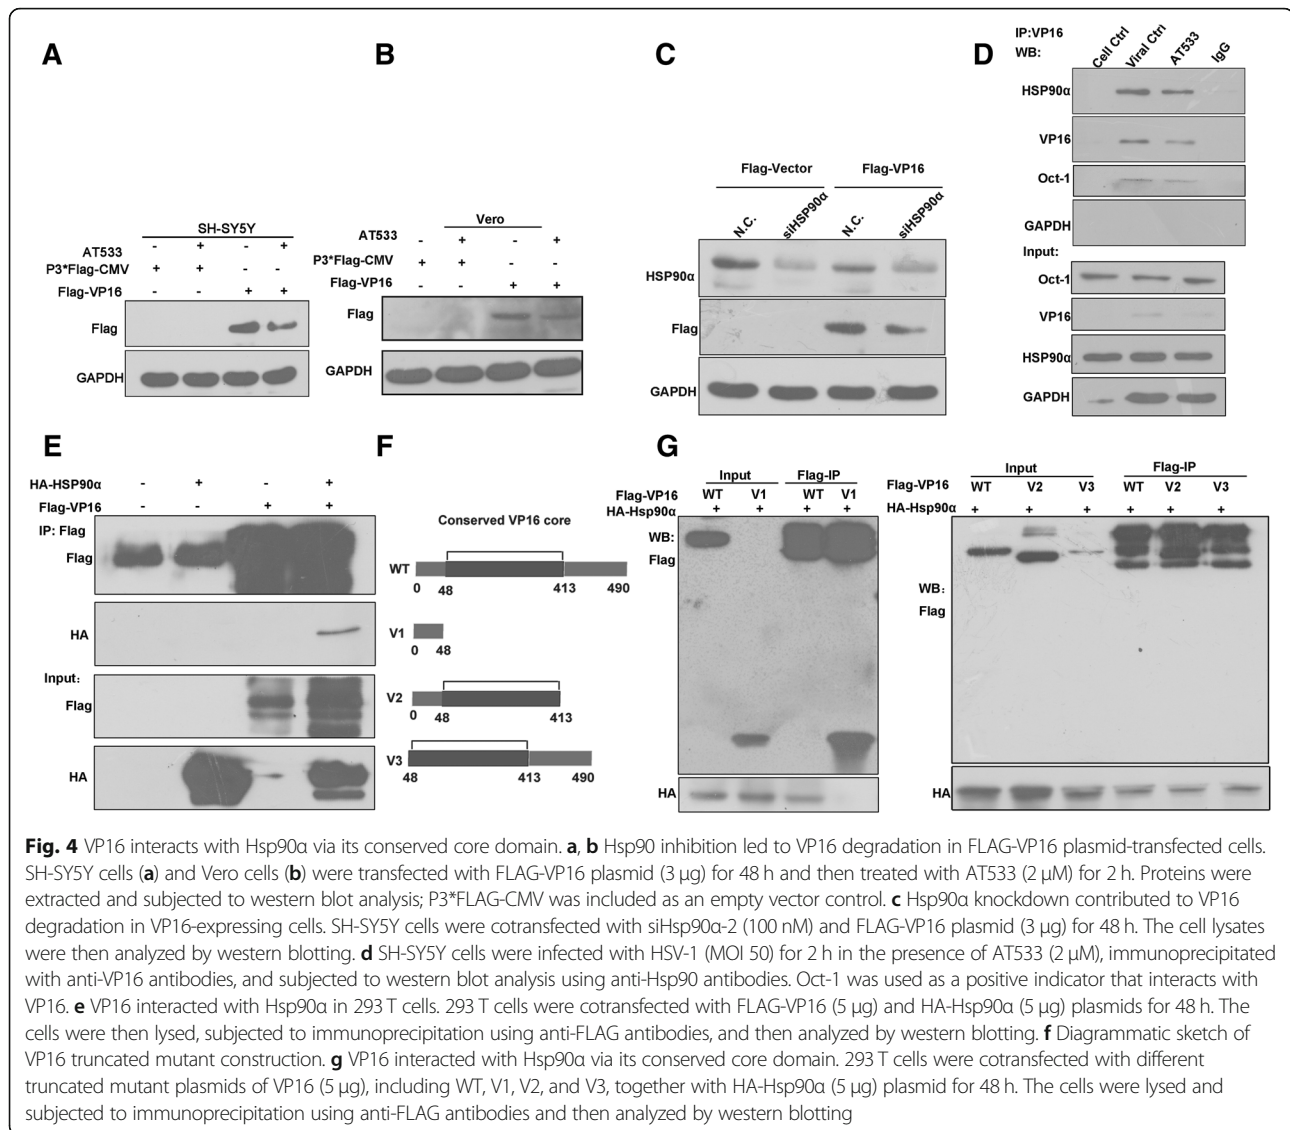 A
SH-SY5Y
AT533 - + - +
P3*Flag-CMV + + - -
Flag-VP16 - - + +
Flag
GAPDH
B
Vero
AT533 - + - +
P3*Flag-CMV + + - -
Flag-VP16 - - + +
Flag
GAPDH
C
Flag-Vector Flag-VP16
N.C. siHSP90α N.C. siHSP90α
HSP90α
Flag
GAPDH
D
IP:VP16
WB:
Cell Ctrl Viral Ctrl AT533 IgG
HSP90α
VP16
Oct-1
GAPDH
Input:
Oct-1
VP16
HSP90α
GAPDH
E
HA-HSP90α - + - +
Flag-VP16 - - + +
IP: Flag
Flag
HA
Input:
Flag
HA
F
Conserved VP16 core
WT
0 48 413 490
V1
0 48
V2
0 48 413
V3
48 413 490
G
Input Flag-IP
Flag-VP16 WT V1 WT V1
HA-Hsp90α + + + +
WB:
Flag
HA
Input Flag-IP
Flag-VP16 WT V2 V3 WT V2 V3
HA-Hsp90α + + + + + +
WB:
Flag
HA
Fig. 4 VP16 interacts with Hsp90α via its conserved core domain. a, b Hsp90 inhibition led to VP16 degradation in FLAG-VP16 plasmid-transfected cells.
SH-SY5Y cells (a) and Vero cells (b) were transfected with FLAG-VP16 plasmid (3 μg) for 48 h and then treated with AT533 (2 μM) for 2 h. Proteins were
extracted and subjected to western blot analysis; P3*FLAG-CMV was included as an empty vector control. c Hsp90α knockdown contributed to VP16
degradation in VP16-expressing cells. SH-SY5Y cells were cotransfected with siHsp90α-2 (100 nM) and FLAG-VP16 plasmid (3 μg) for 48 h. The cell lysates
were then analyzed by western blotting. d SH-SY5Y cells were infected with HSV-1 (MOI 50) for 2 h in the presence of AT533 (2 μM), immunoprecipitated
with anti-VP16 antibodies, and subjected to western blot analysis using anti-Hsp90 antibodies. Oct-1 was used as a positive indicator that interacts with
VP16. e VP16 interacted with Hsp90α in 293 T cells. 293 T cells were cotransfected with FLAG-VP16 (5 μg) and HA-Hsp90α (5 μg) plasmids for 48 h. The
cells were then lysed, subjected to immunoprecipitation using anti-FLAG antibodies, and then analyzed by western blotting. f Diagrammatic sketch of
VP16 truncated mutant construction. g VP16 interacted with Hsp90α via its conserved core domain. 293 T cells were cotransfected with different
truncated mutant plasmids of VP16 (5 μg), including WT, V1, V2, and V3, together with HA-Hsp90α (5 μg) plasmid for 48 h. The cells were lysed and
subjected to immunoprecipitation using anti-FLAG antibodies and then analyzed by western blotting